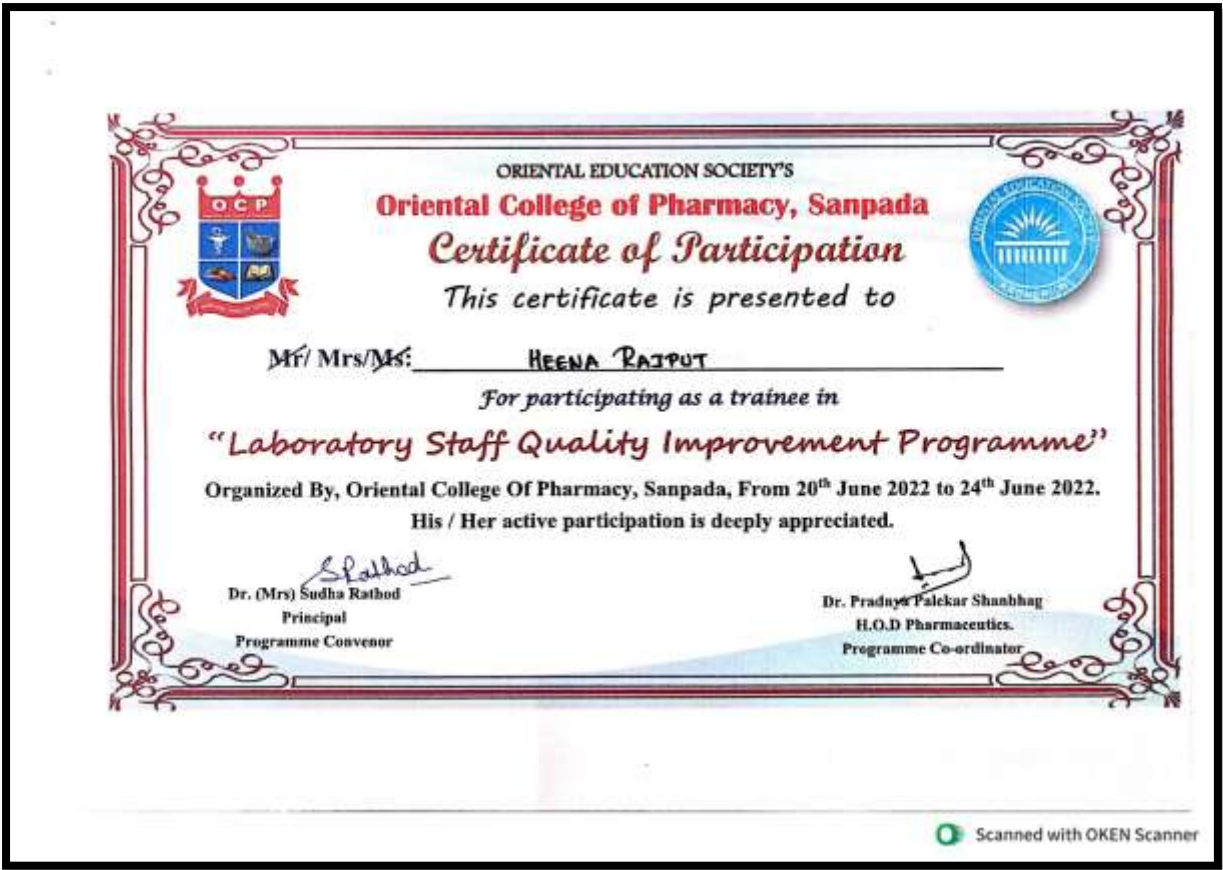 ORIENTAL EDUCATION SOCIETY'S
OCP
Oriental College of Pharmacy, Sanpada
Certificate of Participation
This certificate is presented to
Mr/ Mrs/Ms: HEENA RAJPUT
For participating as a trainee in
“Laboratory Staff Quality Improvement Programme”
Organized By, Oriental College Of Pharmacy, Sanpada, From 20th June 2022 to 24th June 2022.
His / Her active participation is deeply appreciated.
SRathod
Dr. (Mrs) Sudha Rathod
Principal
Programme Convenor
Dr. Pradnya Palekar Shanbhag
H.O.D Pharmaceutics.
Programme Co-ordinator
Scanned with OKEN Scanner